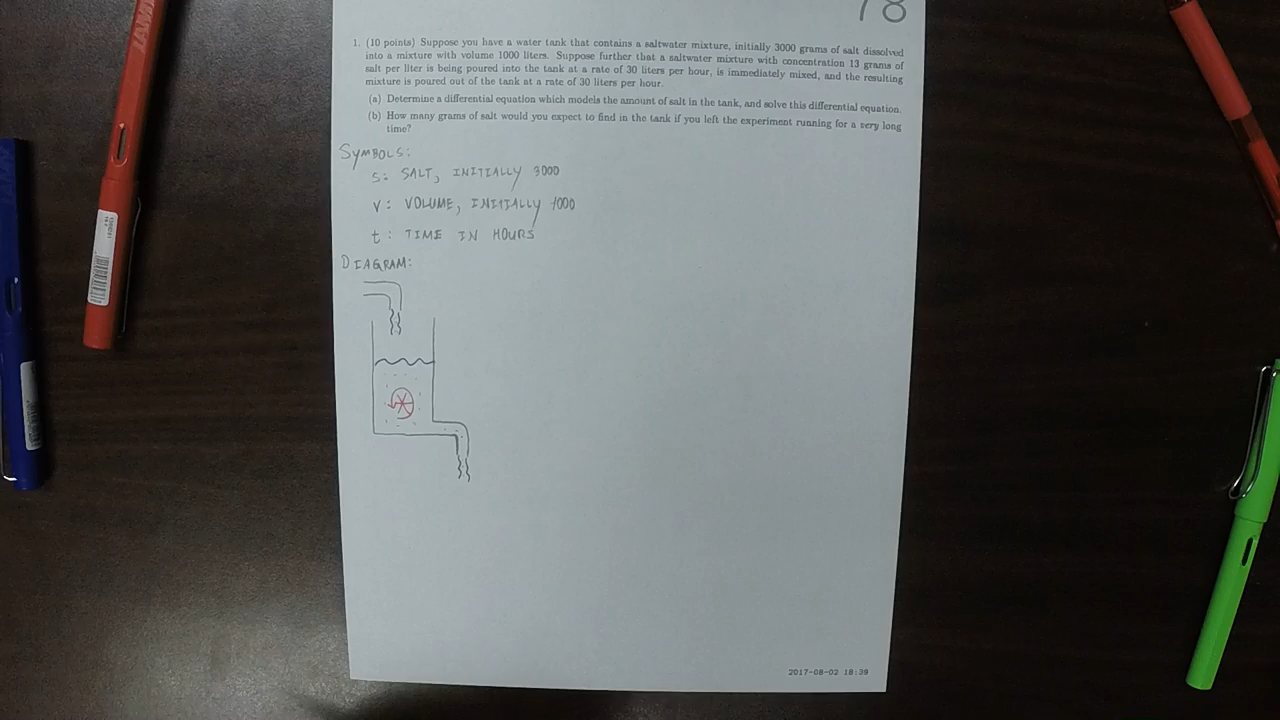 78
1. (10 points) Suppose you have a water tank that contains a saltwater mixture, initially 3000 grams of salt dissolved
into a mixture with volume 1000 liters. Suppose further that a saltwater mixture with concentration 13 grams of
salt per liter is being poured into the tank at a rate of 30 liters per hour, is immediately mixed, and the resulting
mixture is poured out of the tank at a rate of 30 liters per hour.
(a) Determine a differential equation which models the amount of salt in the tank, and solve this differential equation.
(b) How many grams of salt would you expect to find in the tank if you left the experiment running for a very long
time?
SYMBOLS:
S: SALT, INITIALLY 3000
V: VOLUME, INITIALLY 1000
t: TIME IN HOURS
DIAGRAM:
2017-08-02 18:39